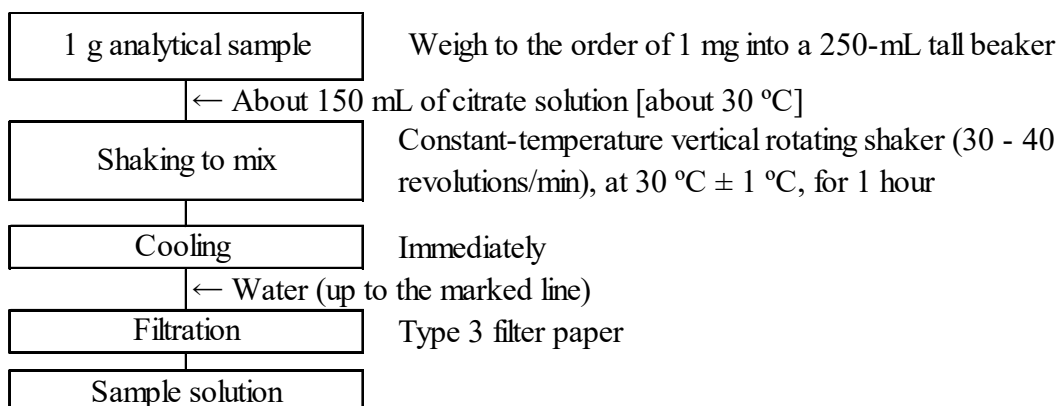 1 g analytical sample
Weigh to the order of 1 mg into a 250-mL tall beaker
← About 150 mL of citrate solution [about 30 ºC]
Shaking to mix
Constant-temperature vertical rotating shaker (30 - 40
revolutions/min), at 30 ºC ± 1 ºC, for 1 hour
Cooling
Immediately
← Water (up to the marked line)
Filtration
Type 3 filter paper
Sample solution